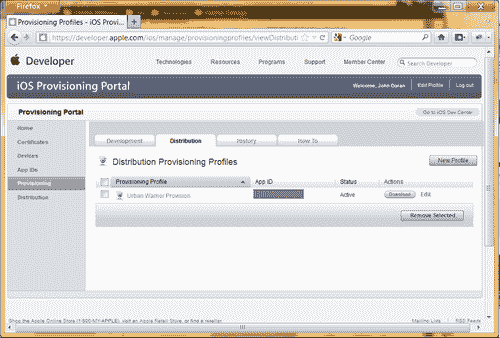 Firefox
Provisioning Profiles - iOS Provi...
https://developer.apple.com/ios/manage/provisioningprofiles/viewDistributi
Google
Developer
Technologies Resources Programs Support Member Center
Search Developer
iOS Provisioning Portal
Welcome, John Doran Edit Profile Log out
Provisioning Portal
Go to iOS Dev Center
Home
Certificates
Devices
App IDs
Provisioning
Distribution
Development Distribution History How To
Distribution Provisioning Profiles
New Profile
Provisioning Profile App ID Status Actions
Urban Warrior Provision Active Download Edit
Remove Selected
Shop the Apple Online Store (1-800-MY-APPLE), visit an Apple Retail Store, or find a reseller.
Mailing Lists RSS Feeds